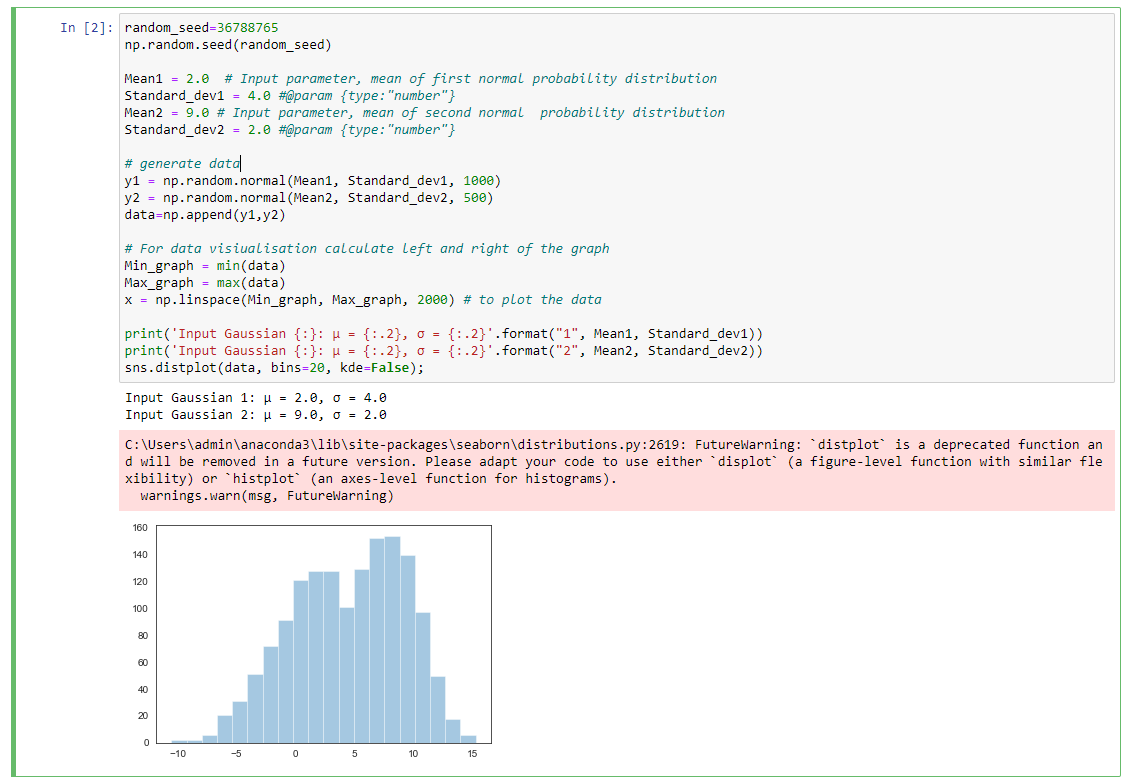 In [2]:
random_seed=36788765
np.random.seed(random_seed)
Mean1 = 2.0  # Input parameter, mean of first normal probability distribution
Standard_dev1 = 4.0 #@param {type:"number"}
Mean2 = 9.0 # Input parameter, mean of second normal  probability distribution
Standard_dev2 = 2.0 #@param {type:"number"}
# generate data
y1 = np.random.normal(Mean1, Standard_dev1, 1000)
y2 = np.random.normal(Mean2, Standard_dev2, 500)
data=np.append(y1,y2)
# For data visiualisation calculate left and right of the graph
Min_graph = min(data)
Max_graph = max(data)
x = np.linspace(Min_graph, Max_graph, 2000) # to plot the data
print('Input Gaussian {:}: μ = {:.2}, σ = {:.2}'.format("1", Mean1, Standard_dev1))
print('Input Gaussian {:}: μ = {:.2}, σ = {:.2}'.format("2", Mean2, Standard_dev2))
sns.distplot(data, bins=20, kde=False);
Input Gaussian 1: μ = 2.0, σ = 4.0
Input Gaussian 2: μ = 9.0, σ = 2.0
C:\Users\admin\anaconda3\lib\site-packages\seaborn\distributions.py:2619: FutureWarning: `distplot` is a deprecated function an
d will be removed in a future version. Please adapt your code to use either `displot` (a figure-level function with similar fle
xibility) or `histplot` (an axes-level function for histograms).
  warnings.warn(msg, FutureWarning)
160
140
120
100
80
60
40
20
0
−10 −5 0 5 10 15